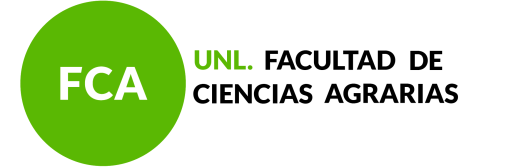 FCA
UNL. FACULTAD DE
CIENCIAS AGRARIAS